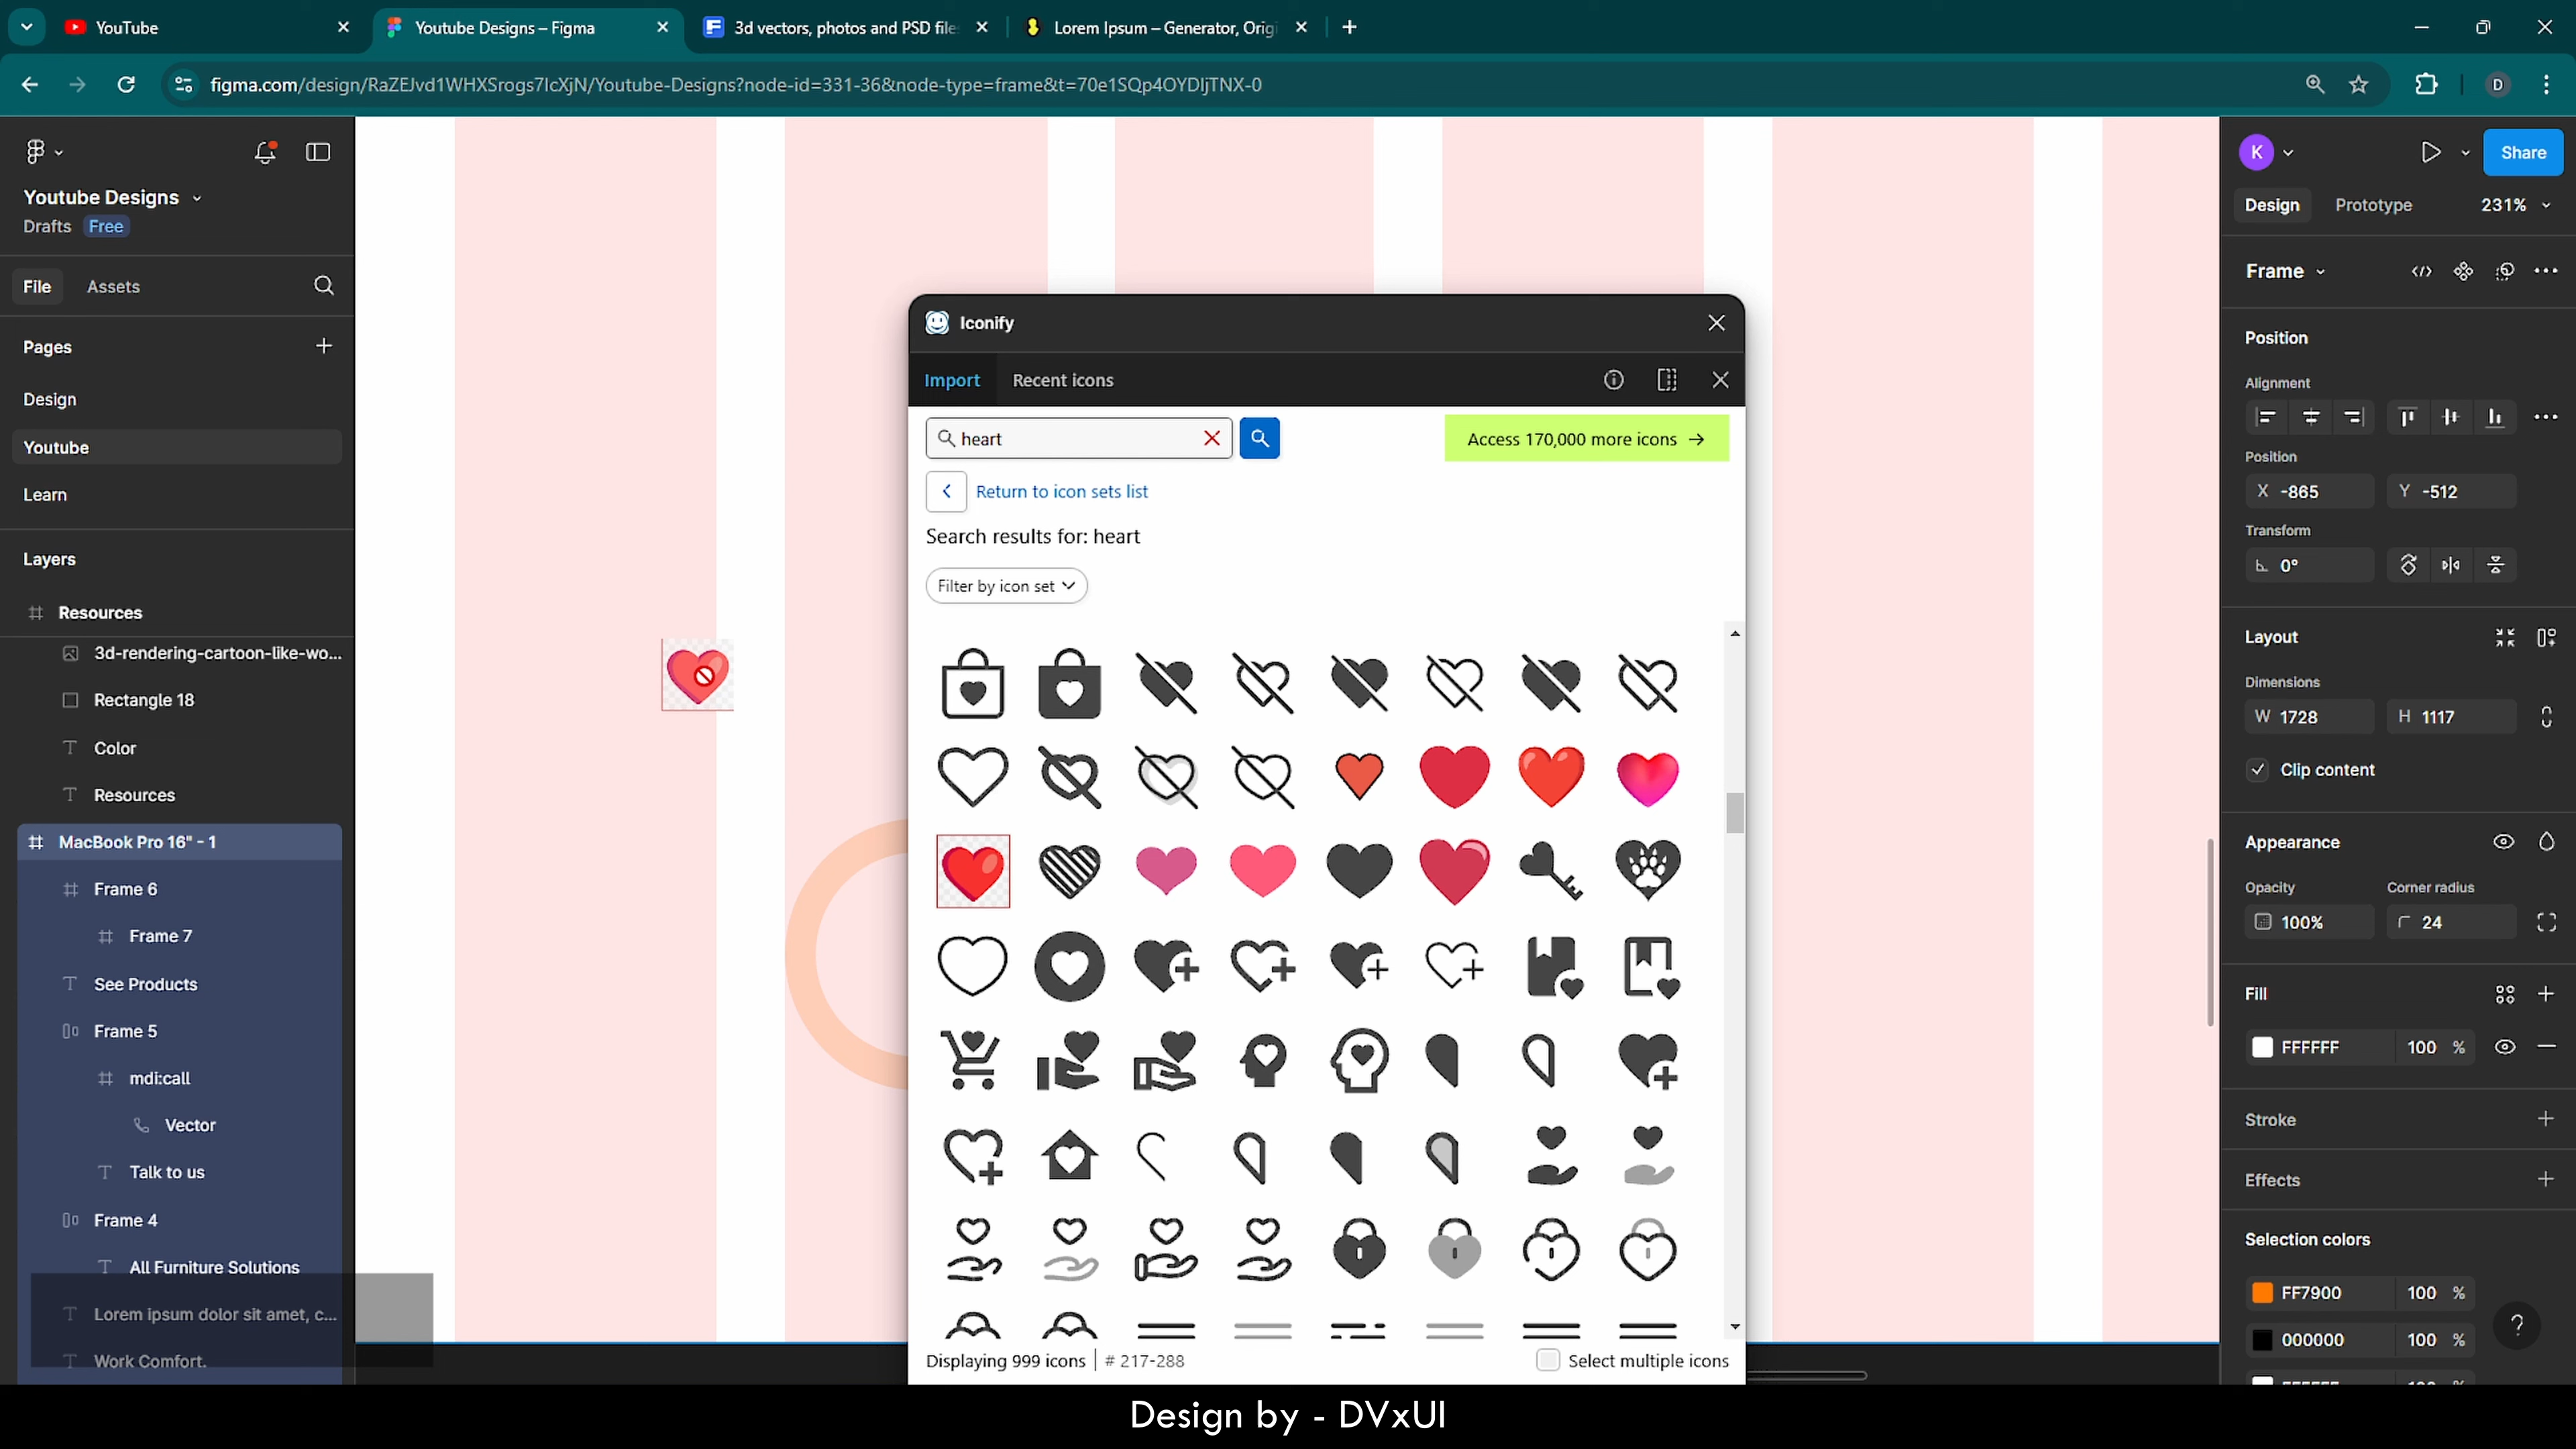 YouTube
Youtube Designs – Figma
3d vectors, photos and PSD file
Lorem Ipsum – Generator, Orig
figma.com/design/RaZEJvd1WHXSrogs7lcXjN/Youtube-Designs?node-id=331-36&node-type=frame&t=70e1SQp4OYDIjTNX-0
D
Youtube Designs
Drafts
Free
File
Assets
Pages
Design
Youtube
Learn
Layers
Resources
3d-rendering-cartoon-like-wo...
Rectangle 18
Color
Resources
MacBook Pro 16" - 1
Frame 6
Frame 7
See Products
Frame 5
mdi:call
Vector
Talk to us
Frame 4
All Furniture Solutions
Lorem ipsum dolor sit amet, c...
Work Comfort.
Iconify
Import
Recent icons
heart
Access 170,000 more icons →
Return to icon sets list
Search results for: heart
Filter by icon set
Displaying 999 icons
# 217-288
Select multiple icons
K
Share
Design
Prototype
231%
Frame
Position
Alignment
Position
X -865
Y -512
Transform
0°
Layout
Dimensions
W 1728
H 1117
Clip content
Appearance
Opacity
Corner radius
100%
24
Fill
FFFFFF 100 %
Stroke
Effects
Selection colors
FF7900 100 %
000000 100 %
?
Design by - DVxUI